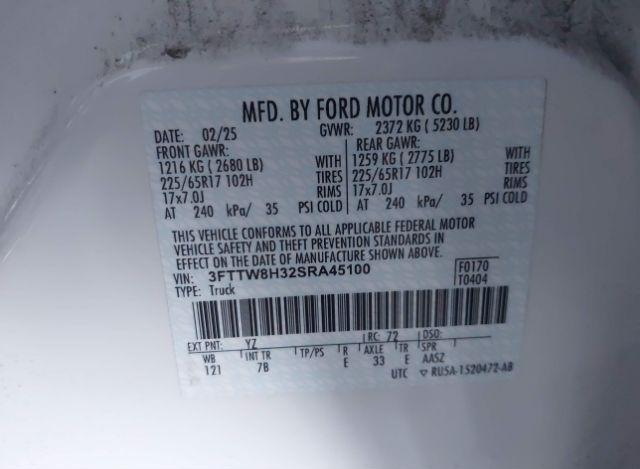 MFD. BY FORD MOTOR CO.
DATE: 02/25 GVWR: 2372 KG ( 5230 LB)
FRONT GAWR: REAR GAWR:
1216 KG ( 2680 LB) WITH 1259 KG ( 2775 LB) WITH
225/65R17 102H TIRES 225/65R17 102H TIRES
17x7.0J RIMS 17x7.0J RIMS
AT 240 kPa/ 35 PSI COLD AT 240 kPa/ 35 PSI COLD
THIS VEHICLE CONFORMS TO ALL APPLICABLE FEDERAL MOTOR
VEHICLE SAFETY AND THEFT PREVENTION STANDARDS IN
EFFECT ON THE DATE OF MANUFACTURE SHOWN ABOVE.
VIN: 3FTTW8H32SRA45100 F0170
TYPE: Truck T0404
EXT PNT: YZ RC: 72 DSO:
WB INT TR TP/PS R AXLE TR SPR
121 7B E 33 E AASZ
UTC ▽ RU5A-1520472-AB